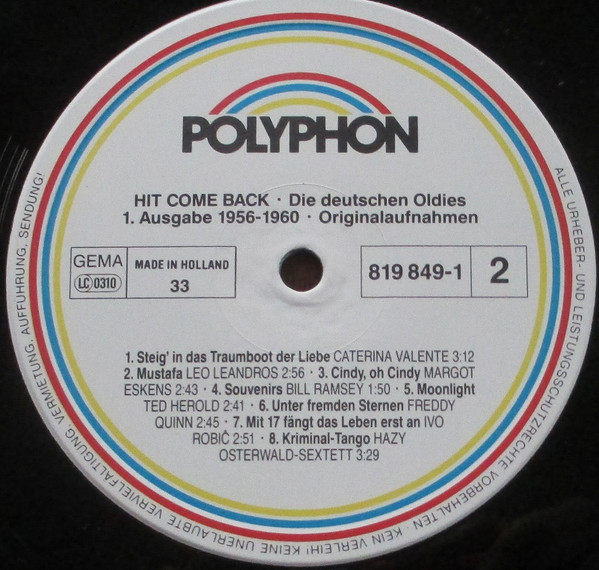 POLYPHON
HIT COME BACK · Die deutschen Oldies
1. Ausgabe 1956-1960 · Originalaufnahmen
GEMA
LC 0310
MADE IN HOLLAND
33
819 849-1
2
1. Steig' in das Traumboot der Liebe CATERINA VALENTE 3:12
2. Mustafa LEO LEANDROS 2:56 · 3. Cindy, oh Cindy MARGOT
ESKENS 2:43 · 4. Souvenirs BILL RAMSEY 1:50 · 5. Moonlight
TED HEROLD 2:41 · 6. Unter fremden Sternen FREDDY
QUINN 2:45 · 7. Mit 17 fängt das Leben erst an IVO
ROBIČ 2:51 · 8. Kriminal-Tango HAZY
OSTERWALD-SEXTETT 3:29
ALLE URHEBER- UND LEISTUNGSSCHUTZRECHTE VORBEHALTEN · KEIN VERLEIH! KEINE UNERLAUBTE VERVIELFÄLTIGUNG, VERMIETUNG, AUFFÜHRUNG, SENDUNG!